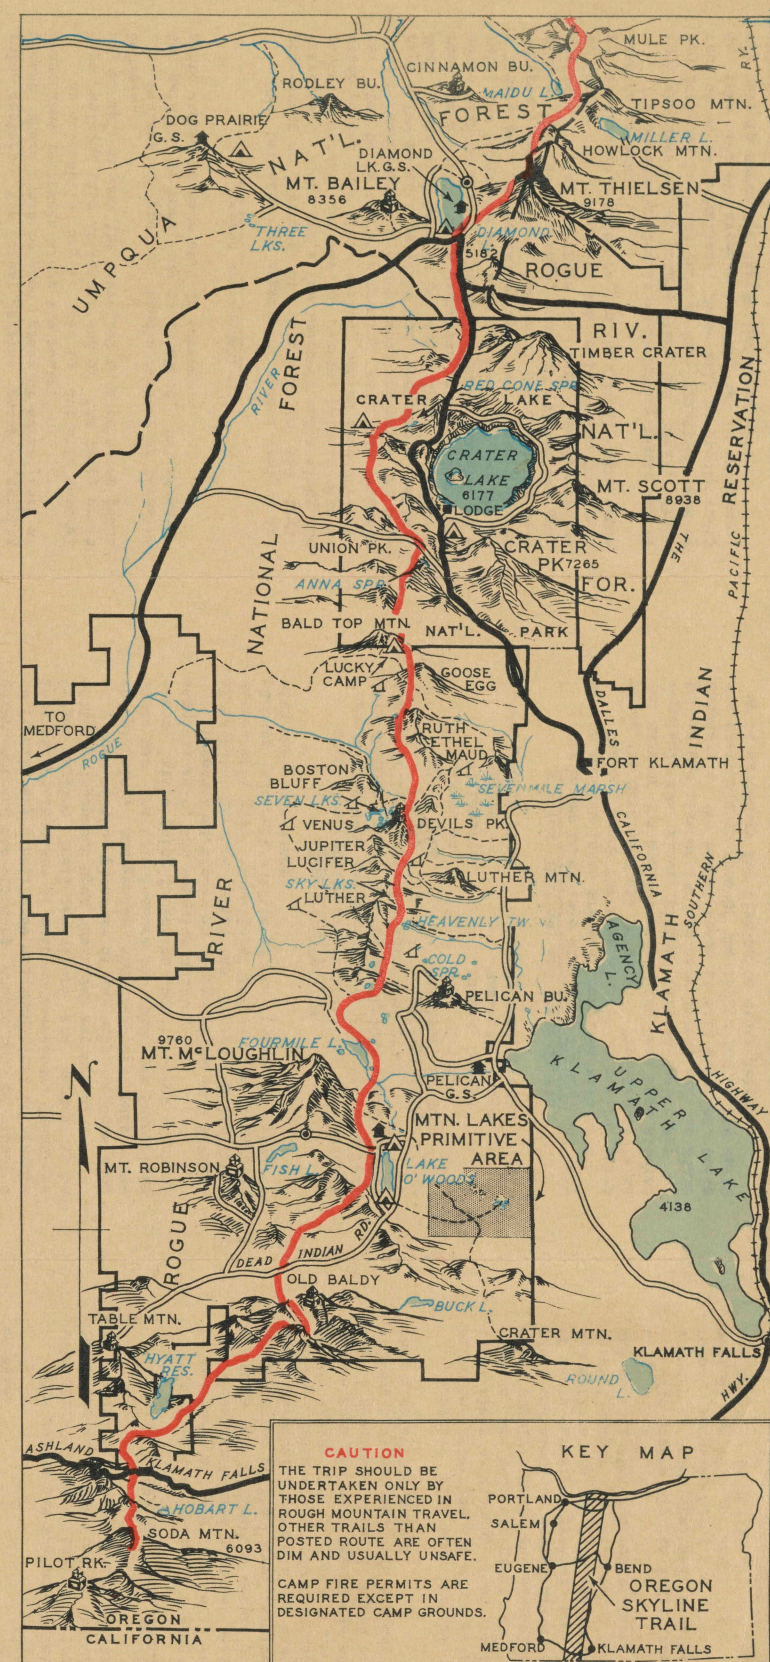 MULE PK.
RY.
CINNAMON BU.
RODLEY BU.
MAIDU L.
FOREST
TIPSOO MTN.
DOG PRAIRIE
G.S.
MILLER L.
NAT'L.
DIAMOND
LK.G.S.
HOWLOCK MTN.
MT. BAILEY
8356
MT. THIELSEN
9178
THREE
LKS.
DIAMOND
L.
5182
UMPQUA
ROGUE
RIV.
TIMBER CRATER
FOREST
RIVER
RED CONE SPR.
CRATER
LAKE
NAT'L.
CRATER
LAKE
6177
LODGE
MT. SCOTT
8938
RESERVATION
THE
UNION PK.
CRATER
PK 7265
PACIFIC
ANNA SPR.
FOR.
NATIONAL
BALD TOP MTN.
NAT'L.
PARK
LUCKY
CAMP
GOOSE
EGG
INDIAN
TO
MEDFORD
ROGUE
DALLES
RUTH
ETHEL
MAUD
FORT KLAMATH
BOSTON
BLUFF
SEVEN LKS.
SEVENMILE MARSH
VENUS
DEVILS PK.
JUPITER
LUCIFER
CALIFORNIA
SOUTHERN
SKY LKS.
LUTHER
LUTHER MTN.
RIVER
HEAVENLY TW
AGENCY
L.
KLAMATH
COLD
SPR.
PELICAN BU.
9760
MT. McLOUGHLIN
FOURMILE L.
UPPER
KLAMATH
LAKE
4138
N
PELICAN
G.S.
HIGHWAY
MTN. LAKES
PRIMITIVE
AREA
MT. ROBINSON
FISH L.
LAKE
O' WOODS
ROGUE
DEAD INDIAN RD.
OLD BALDY
BUCK L.
TABLE MTN.
CRATER MTN.
KLAMATH FALLS
HYATT
RES.
ROUND
L.
HWY.
ASHLAND
KLAMATH FALLS
HOBART L.
SODA MTN.
6093
PILOT RK.
OREGON
CALIFORNIA
CAUTION
THE TRIP SHOULD BE
UNDERTAKEN ONLY BY
THOSE EXPERIENCED IN
ROUGH MOUNTAIN TRAVEL.
OTHER TRAILS THAN
POSTED ROUTE ARE OFTEN
DIM AND USUALLY UNSAFE.
CAMP FIRE PERMITS ARE
REQUIRED EXCEPT IN
DESIGNATED CAMP GROUNDS.
KEY MAP
PORTLAND
SALEM
EUGENE
BEND
OREGON
SKYLINE
TRAIL
MEDFORD
KLAMATH FALLS